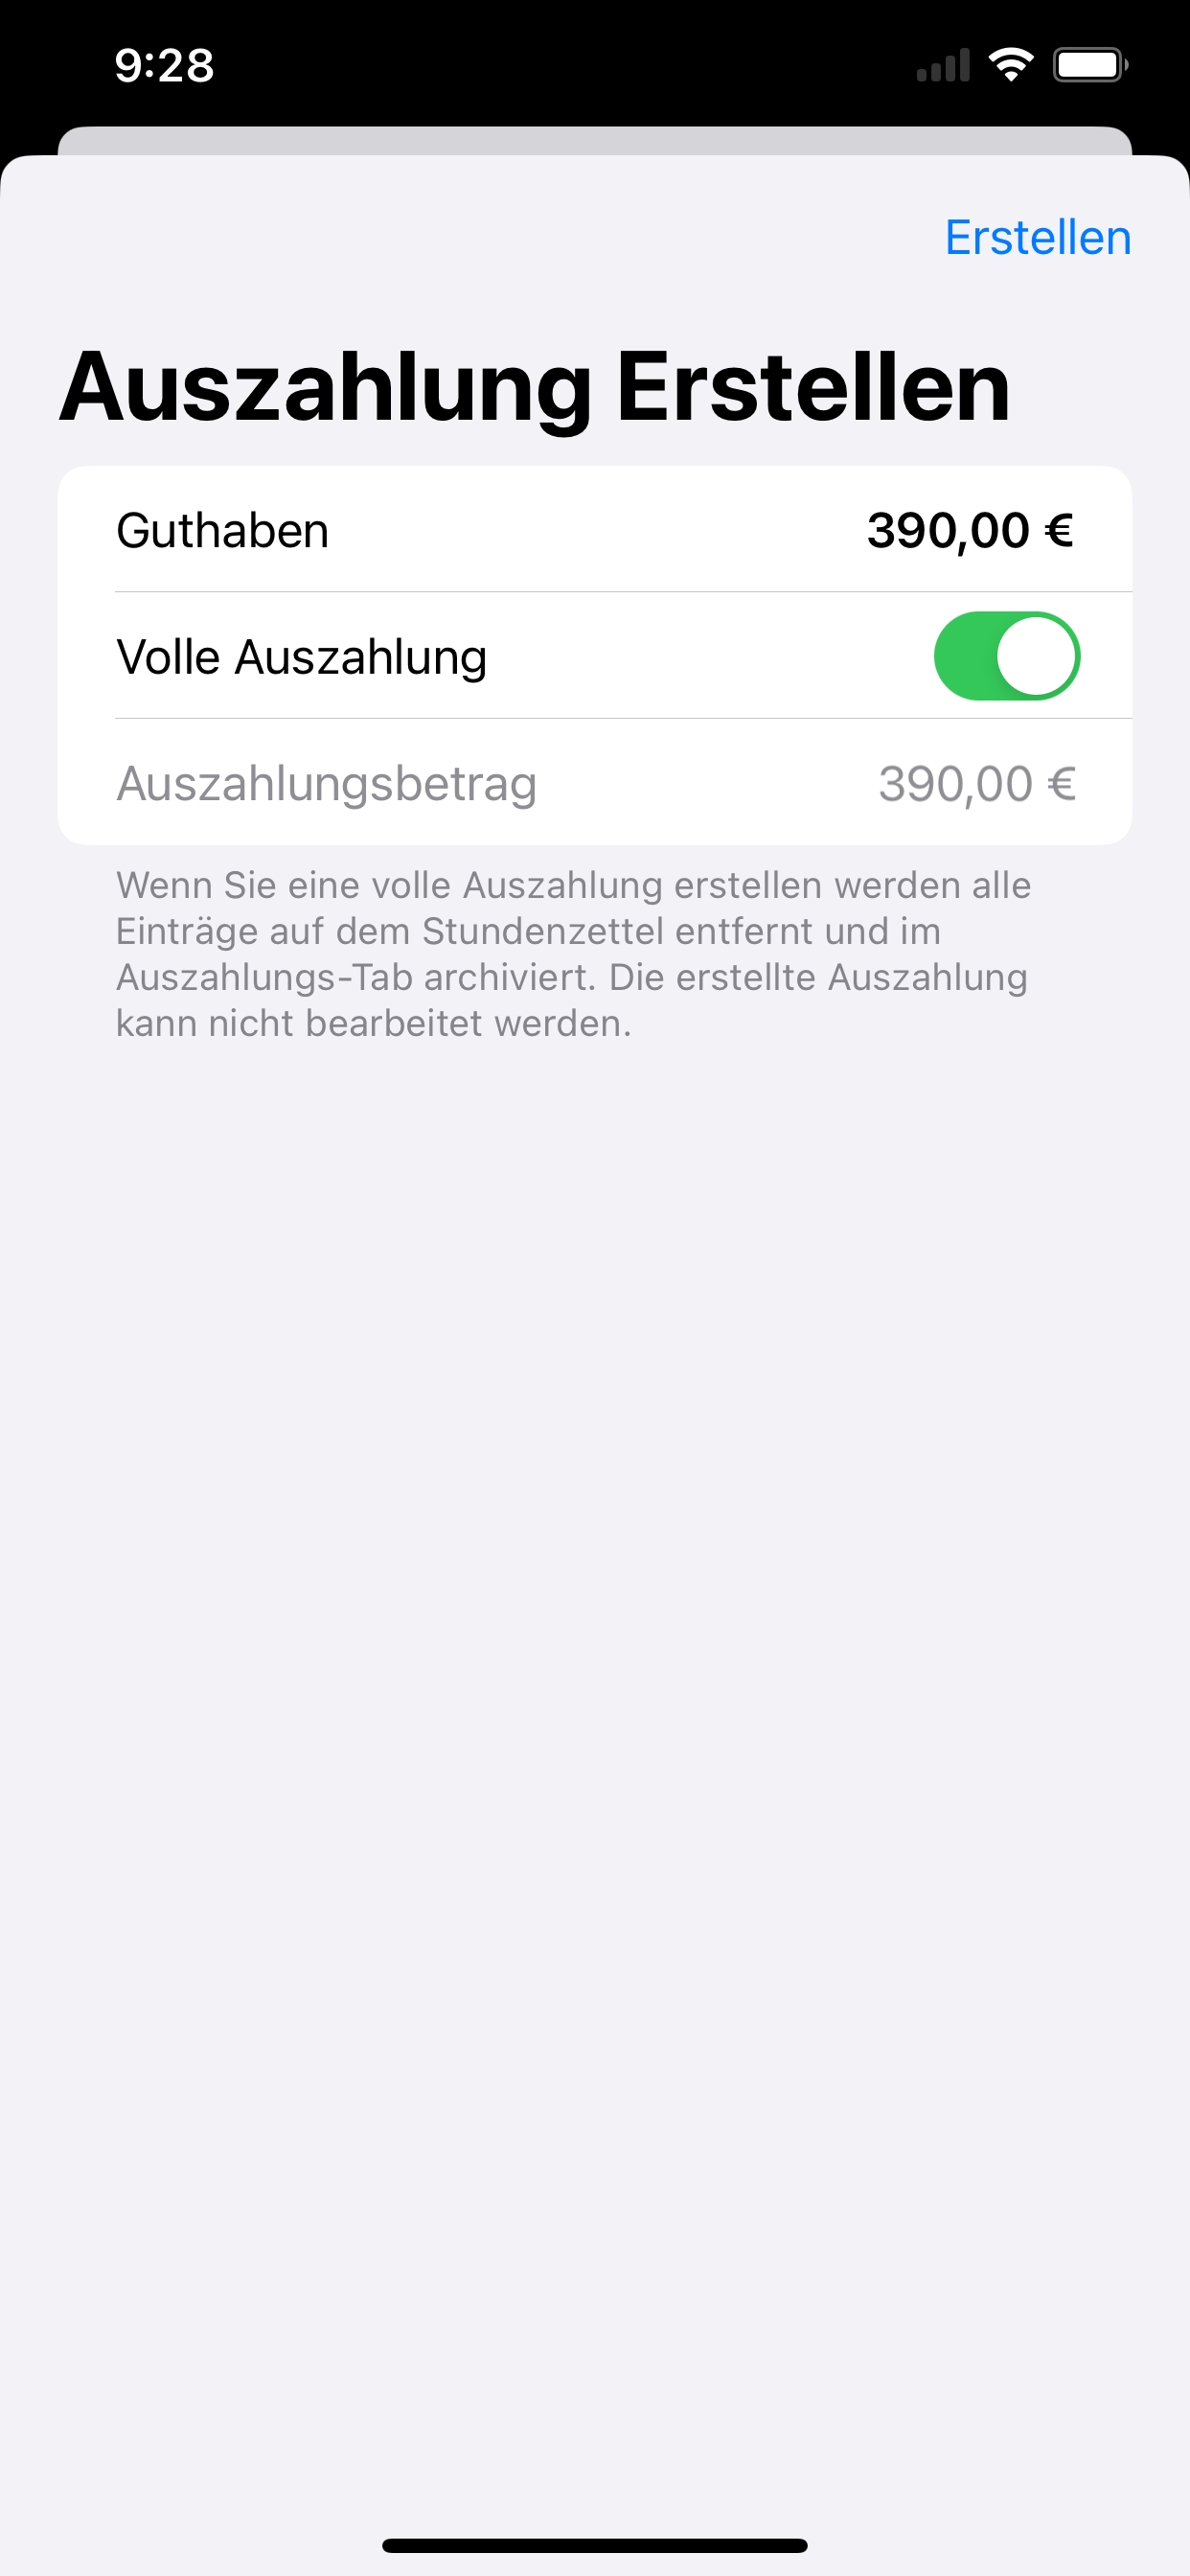 9:28
Erstellen
Auszahlung Erstellen
Guthaben 390,00 €
Volle Auszahlung
Auszahlungsbetrag 390,00 €
Wenn Sie eine volle Auszahlung erstellen werden alle
Einträge auf dem Stundenzettel entfernt und im
Auszahlungs-Tab archiviert. Die erstellte Auszahlung
kann nicht bearbeitet werden.